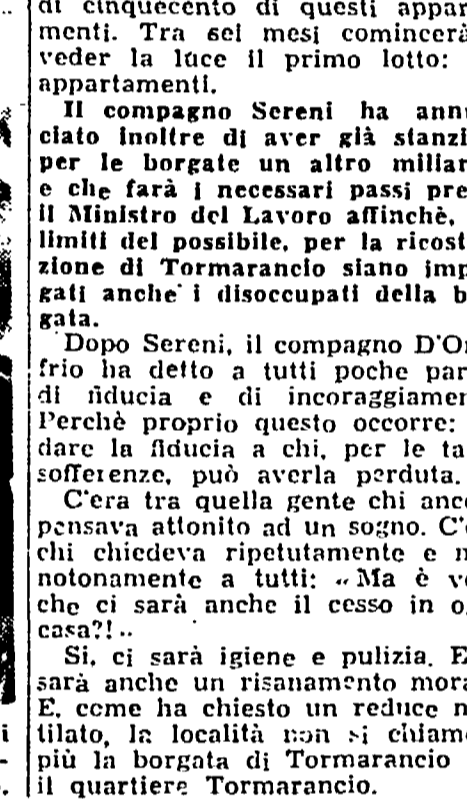 di cinquecento di questi appar
menti. Tra sei mesi comincerà
veder la luce il primo lotto:
appartamenti.
Il compagno Sereni ha annu
ciato inoltre di aver già stanzi
per le borgate un altro miliar
e che farà i necessari passi pre
il Ministro del Lavoro affinchè,
limiti del possibile, per la ricost
zione di Tormarancio siano imp
gati anche i disoccupati della b
gata.
Dopo Sereni, il compagno D'On
frio ha detto a tutti poche par
di fiducia e di incoraggiamen
Perchè proprio questo occorre:
dare la fiducia a chi, per le ta
sofferenze, può averla perduta.
C'era tra quella gente chi anco
pensava attonito ad un sogno. C'e
chi chiedeva ripetutamente e m
notonamente a tutti: «Ma è ve
che ci sarà anche il cesso in o
casa?!..
Si, ci sarà igiene e pulizia. E
sarà anche un risanamento mora
E, come ha chiesto un reduce m
tilato, la località non si chiame
più la borgata di Tormarancio
il quartiere Tormarancio.